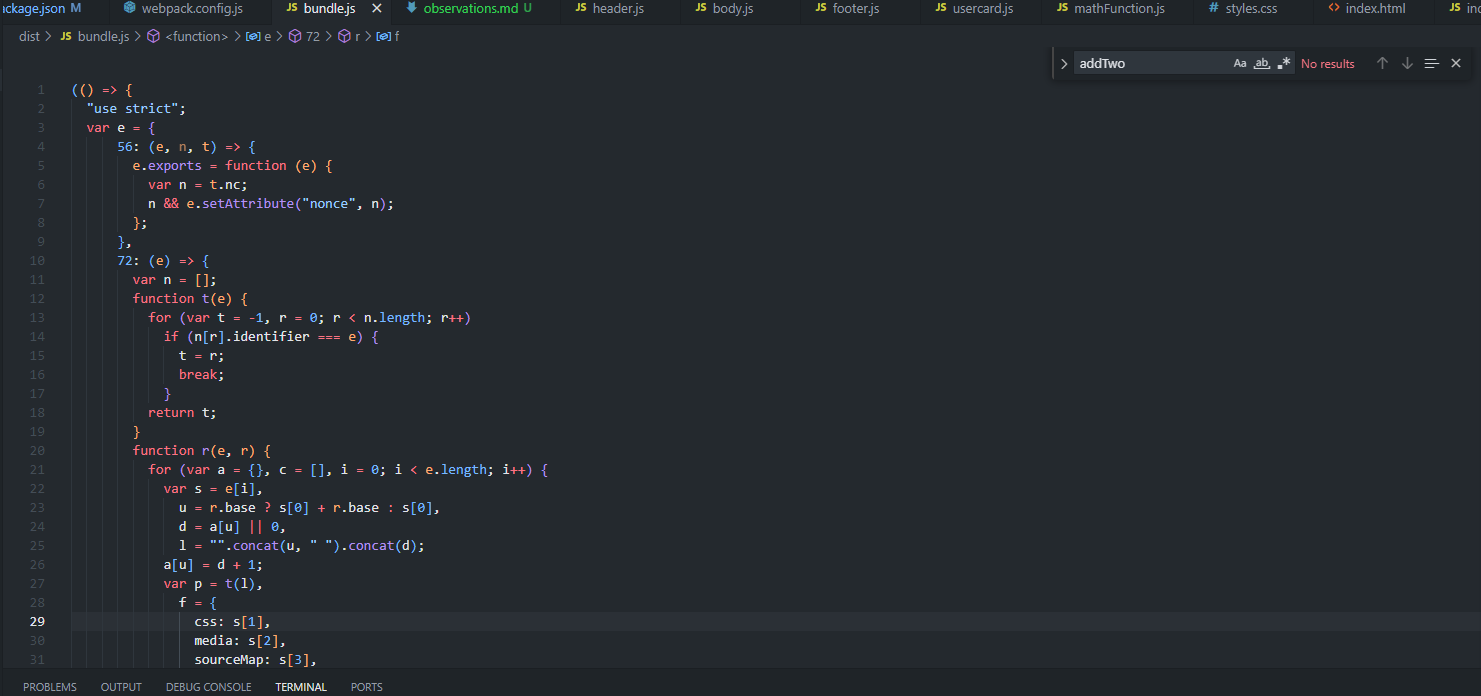 ackage.json M webpack.config.js JS bundle.js observations.md U JS header.js JS body.js JS footer.js JS usercard.js JS mathFunction.js # styles.css <> index.html JS
dist > JS bundle.js > <function> > e > 72 > r > f
addTwo Aa ab No results
1 (() => {
2 "use strict";
3 var e = {
4 56: (e, n, t) => {
5 e.exports = function (e) {
6 var n = t.nc;
7 n && e.setAttribute("nonce", n);
8 };
9 },
10 72: (e) => {
11 var n = [];
12 function t(e) {
13 for (var t = -1, r = 0; r < n.length; r++)
14 if (n[r].identifier === e) {
15 t = r;
16 break;
17 }
18 return t;
19 }
20 function r(e, r) {
21 for (var a = {}, c = [], i = 0; i < e.length; i++) {
22 var s = e[i],
23 u = r.base ? s[0] + r.base : s[0],
24 d = a[u] || 0,
25 l = "".concat(u, " ").concat(d);
26 a[u] = d + 1;
27 var p = t(l),
28 f = {
29 css: s[1],
30 media: s[2],
31 sourceMap: s[3],
PROBLEMS OUTPUT DEBUG CONSOLE TERMINAL PORTS